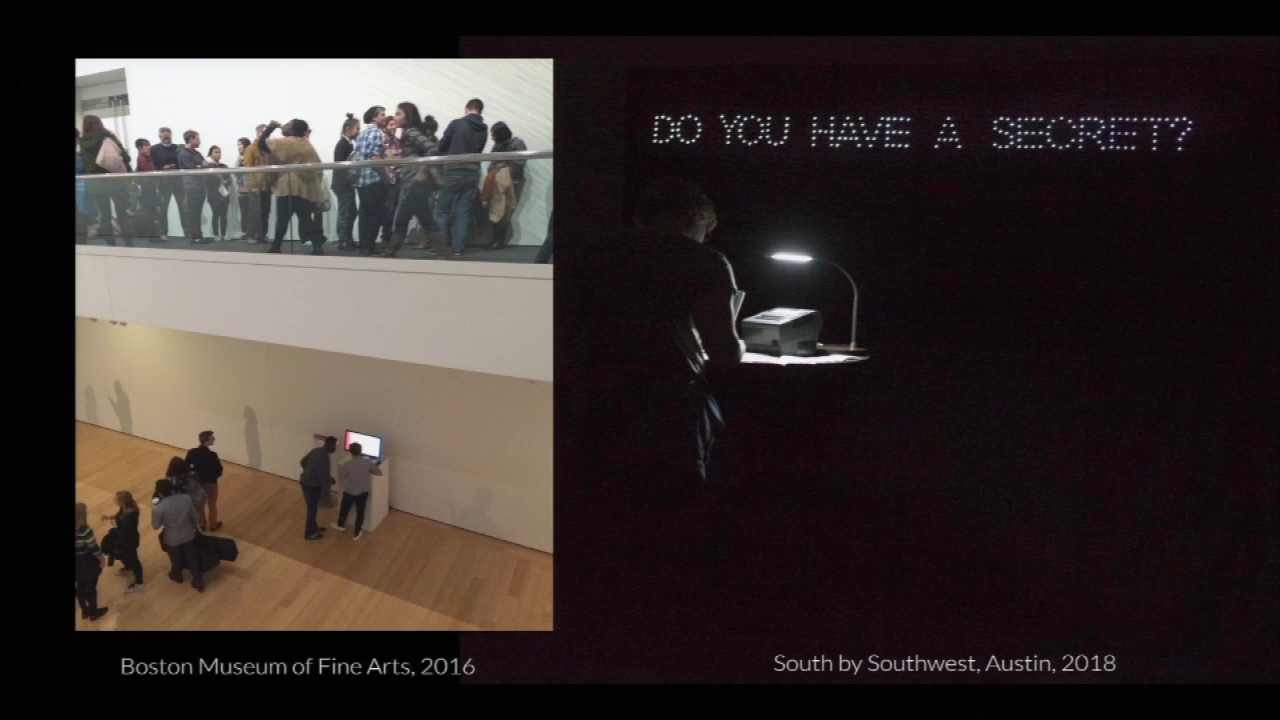 DO YOU HAVE A SECRET?
Boston Museum of Fine Arts, 2016
South by Southwest, Austin, 2018